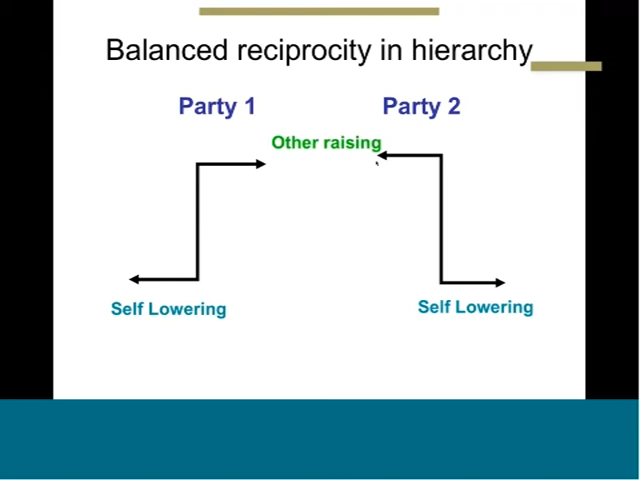 Balanced reciprocity in hierarchy
Party 1 Party 2
Other raising
Self Lowering Self Lowering